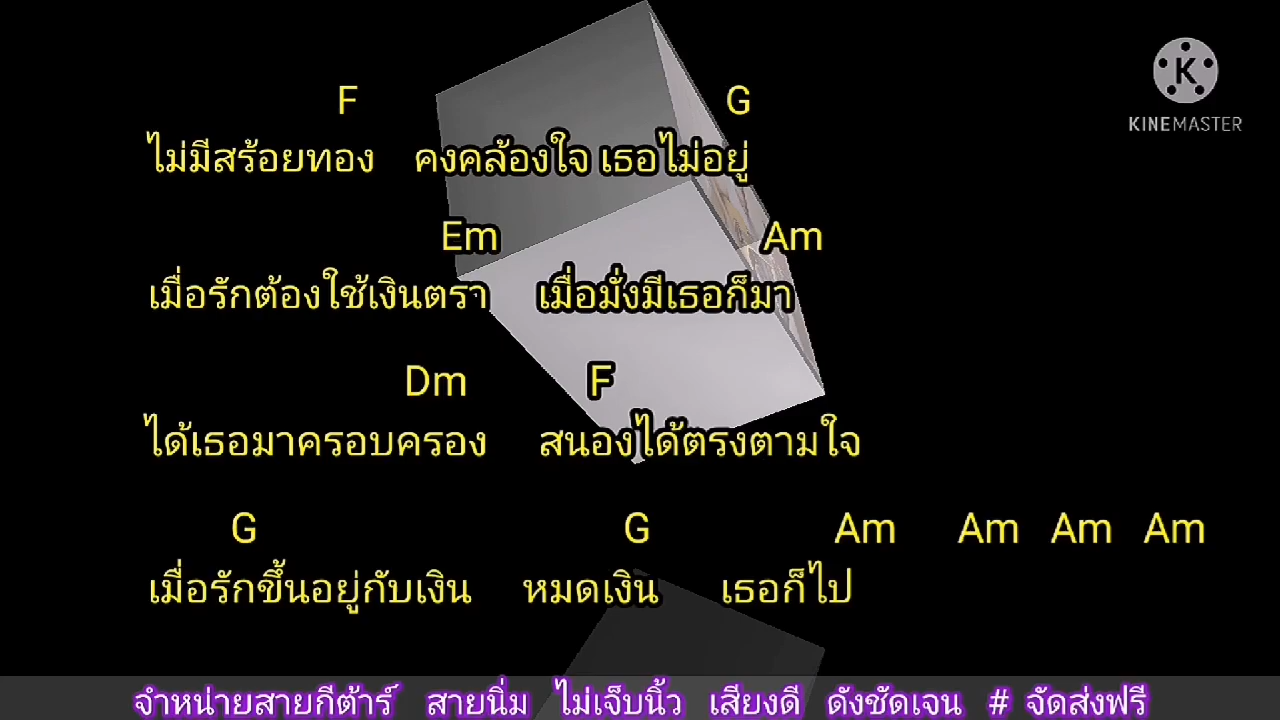 K
KINEMASTER
F G
ไม่มีสร้อยทอง คงคล้องใจ เธอไม่อยู่
Em Am
เมื่อรักต้องใช้เงินตรา เมื่อมั่งมีเธอก็มา
Dm F
ได้เธอมาครอบครอง สนองได้ตรงตามใจ
G G Am Am Am Am
เมื่อรักขึ้นอยู่กับเงิน หมดเงิน เธอก็ไป
จำหน่ายสายกีต้าร์ สายนิ่ม ไม่เจ็บนิ้ว เสียงดี ดังชัดเจน # จัดส่งฟรี